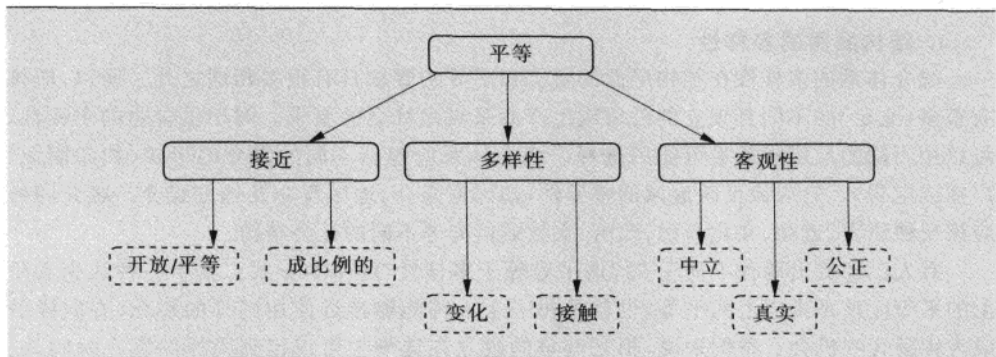 平等
接近 多样性 客观性
开放/平等 成比例的 中立 公正
变化 接触 真实